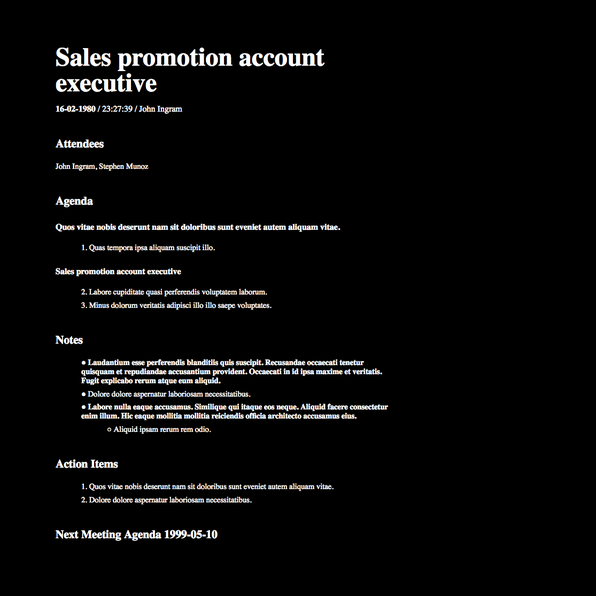 Sales promotion account
executive
16-02-1980 / 23:27:39 / John Ingram
Attendees
John Ingram, Stephen Munoz
Agenda
Quos vitae nobis deserunt nam sit doloribus sunt eveniet autem aliquam vitae.
1. Quas tempora ipsa aliquam suscipit illo.
Sales promotion account executive
2. Labore cupiditate quasi perferendis voluptatem laborum.
3. Minus dolorum veritatis adipisci illo illo saepe voluptates.
Notes
● Laudantium esse perferendis blanditiis quis suscipit. Recusandae occaecati tenetur
quisquam et repudiandae accusantium provident. Occaecati in id ipsa maxime et veritatis.
Fugit explicabo rerum atque eum aliquid.
● Dolore dolore aspernatur laboriosam necessitatibus.
● Labore nulla eaque accusamus. Similique qui itaque eos neque. Aliquid facere consectetur
enim illum. Hic eaque mollitia mollitia reiciendis officia architecto accusamus eius.
○ Aliquid ipsam rerum rem odio.
Action Items
1. Quos vitae nobis deserunt nam sit doloribus sunt eveniet autem aliquam vitae.
2. Dolore dolore aspernatur laboriosam necessitatibus.
Next Meeting Agenda 1999-05-10